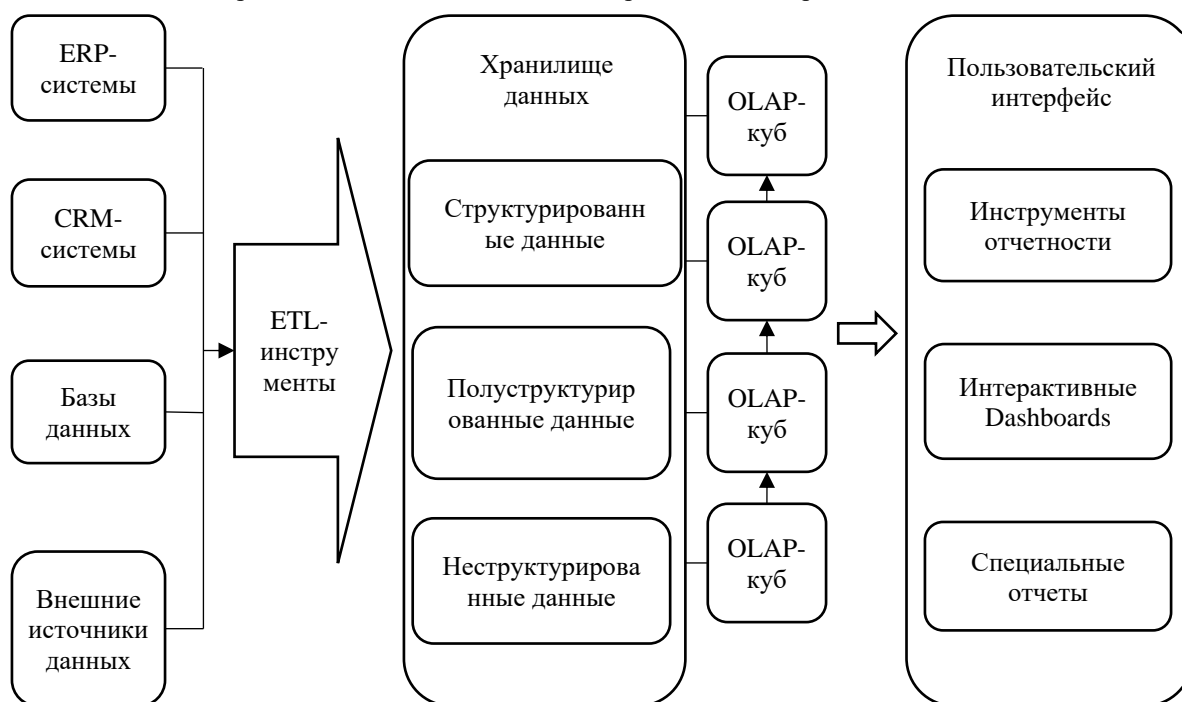 ERP-
системы
CRM-
системы
Базы
данных
Внешние
источники
данных
ETL-
инстру
менты
Хранилище
данных
Структурированн
ые данные
Полуструктурир
ованные данные
Неструктурирова
нные данные
OLAP-
куб
OLAP-
куб
OLAP-
куб
OLAP-
куб
Пользовательский
интерфейс
Инструменты
отчетности
Интерактивные
Dashboards
Специальные
отчеты